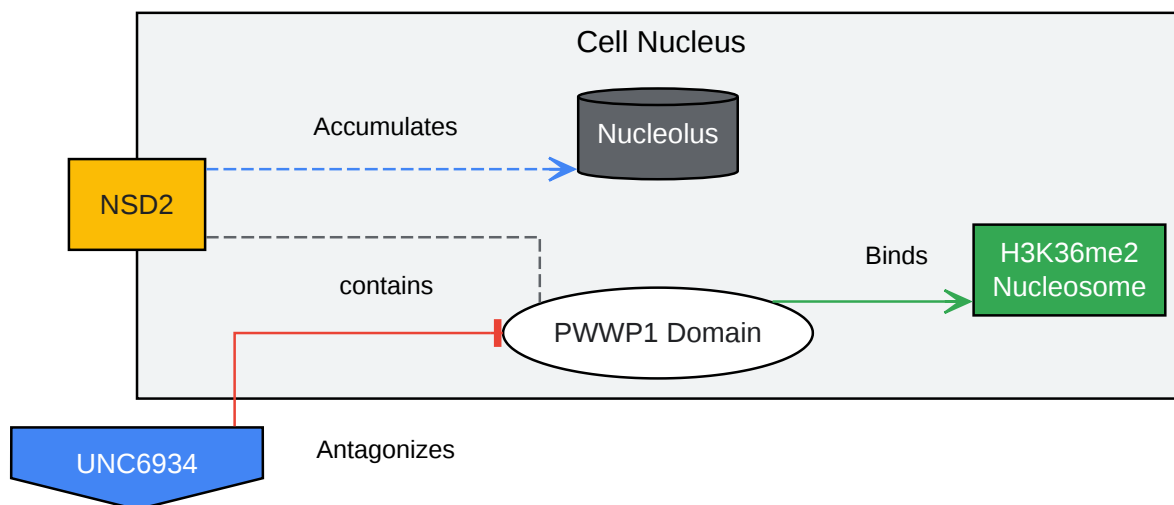 Cell Nucleus
Accumulates
Nucleolus
NSD2
contains
Binds
H3K36me2
Nucleosome
PWWP1 Domain
UNC6934
Antagonizes